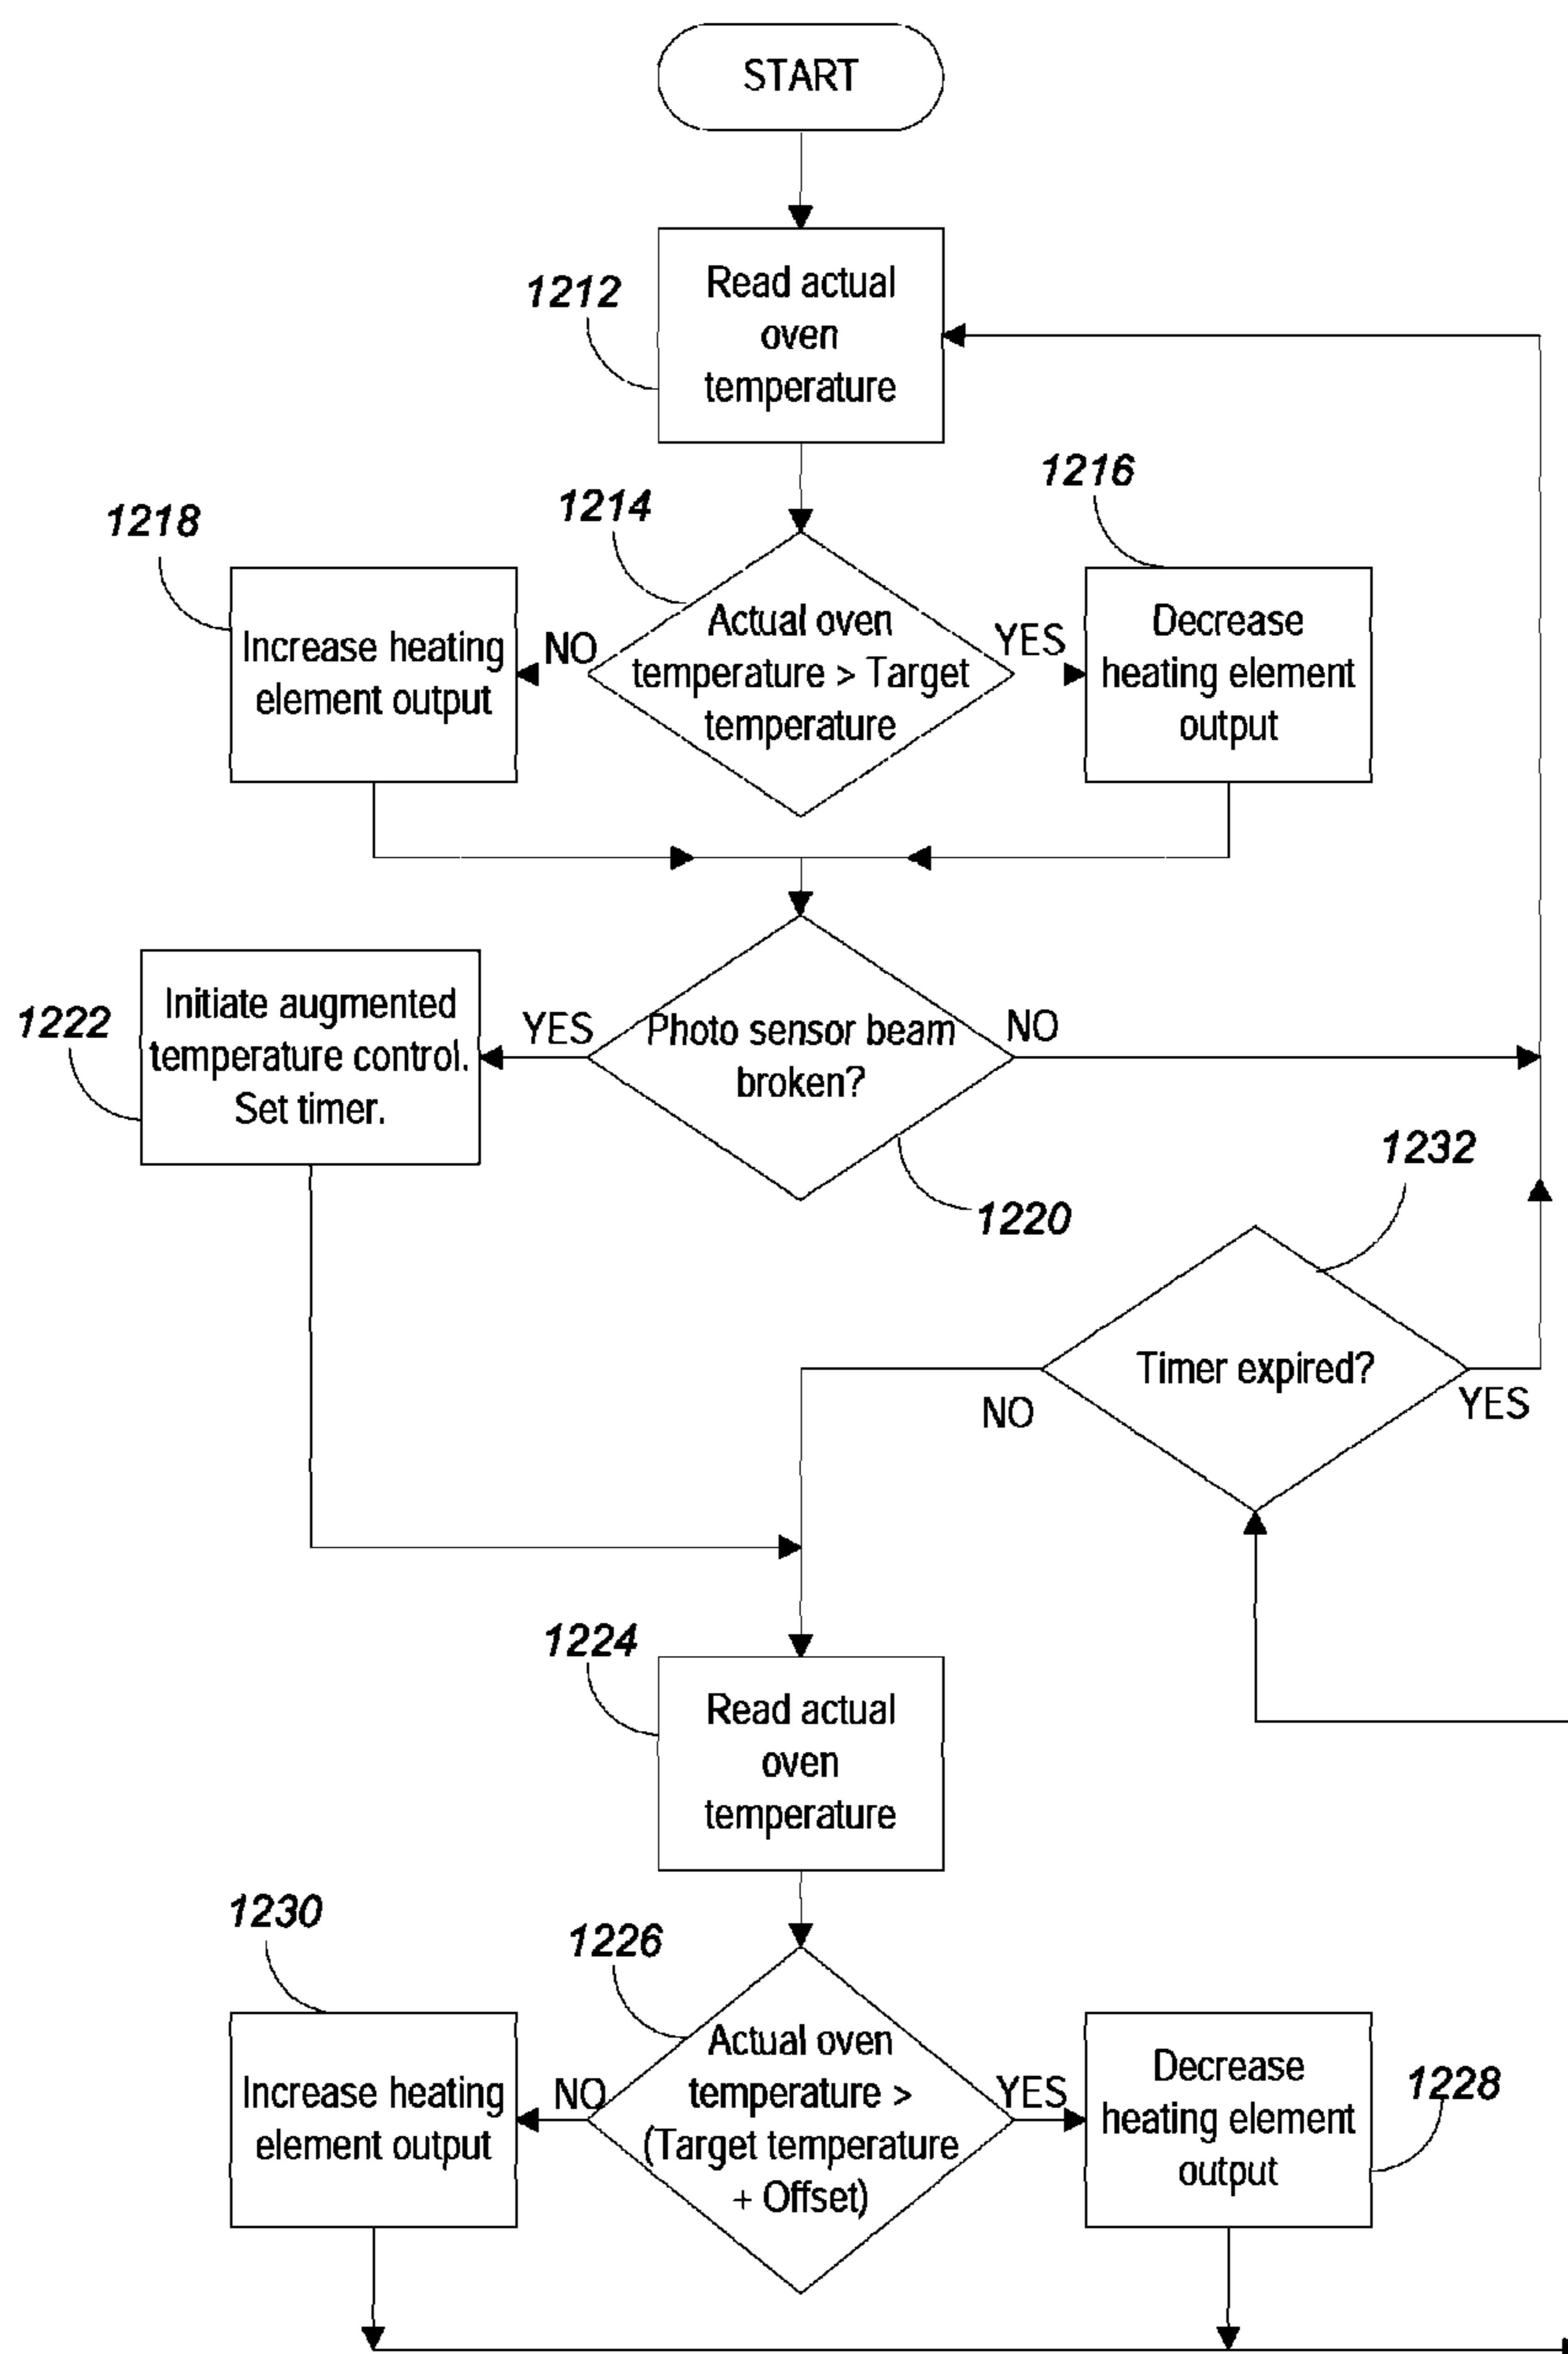 START
1212
Read actual
oven
temperature
1216
1214
1218
Actual oven
temperature > Target
temperature
NO
YES
Increase heating
element output
Decrease
heating element
output
1222
Initiate augmented
temperature control.
Set timer.
YES
Photo sensor beam
broken?
NO
1220
1232
Timer expired?
NO
YES
1224
Read actual
oven
temperature
1230
1226
Actual oven
temperature >
(Target temperature
+ Offset)
NO
YES
Increase heating
element output
Decrease
heating element
output
1228